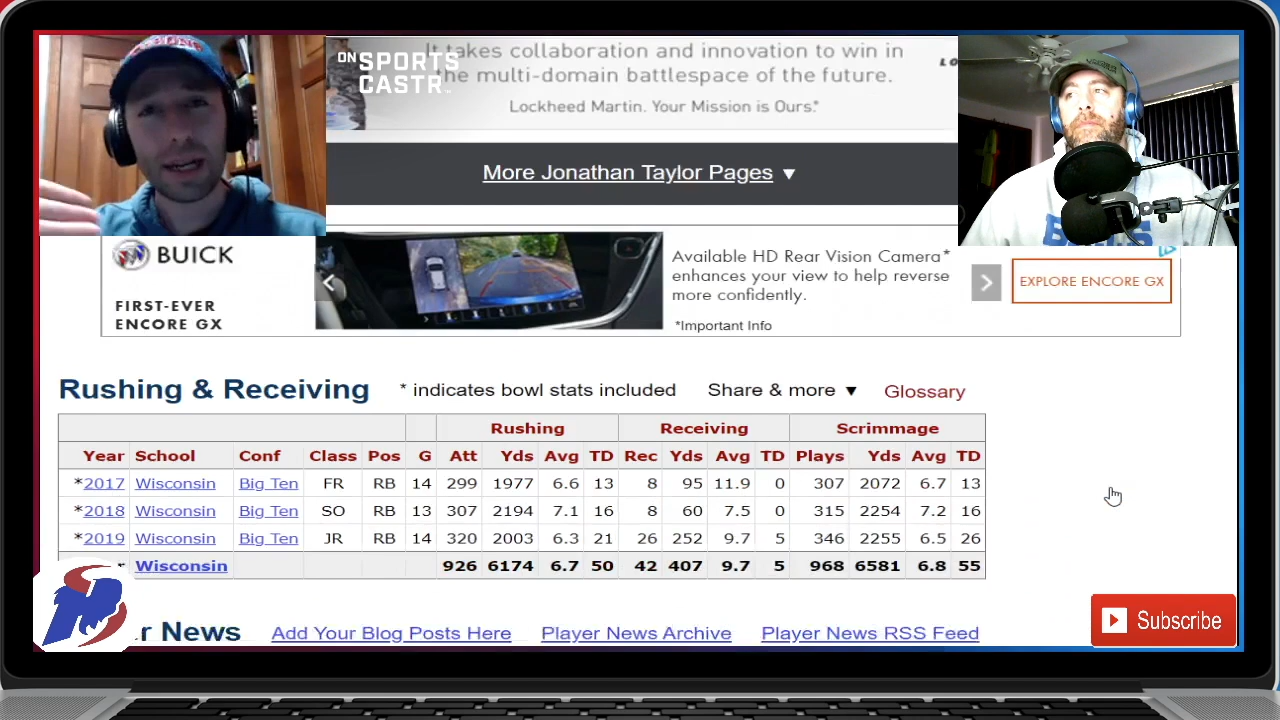 ON SPORTS
CASTR
It takes collaboration and innovation to win in
the multi-domain battlespace of the future.
Lockheed Martin. Your Mission is Ours.®
More Jonathan Taylor Pages ▼
BUICK
FIRST-EVER
ENCORE GX
Available HD Rear Vision Camera*
enhances your view to help reverse
more confidently.
*Important Info
EXPLORE ENCORE GX
Rushing & Receiving * indicates bowl stats included Share & more ▼ Glossary
Rushing Receiving Scrimmage
Year School Conf Class Pos G Att Yds Avg TD Rec Yds Avg TD Plays Yds Avg TD
*2017 Wisconsin Big Ten FR RB 14 299 1977 6.6 13 8 95 11.9 0 307 2072 6.7 13
*2018 Wisconsin Big Ten SO RB 13 307 2194 7.1 16 8 60 7.5 0 315 2254 7.2 16
*2019 Wisconsin Big Ten JR RB 14 320 2003 6.3 21 26 252 9.7 5 346 2255 6.5 26
Wisconsin 926 6174 6.7 50 42 407 9.7 5 968 6581 6.8 55
r News Add Your Blog Posts Here Player News Archive Player News RSS Feed
Subscribe